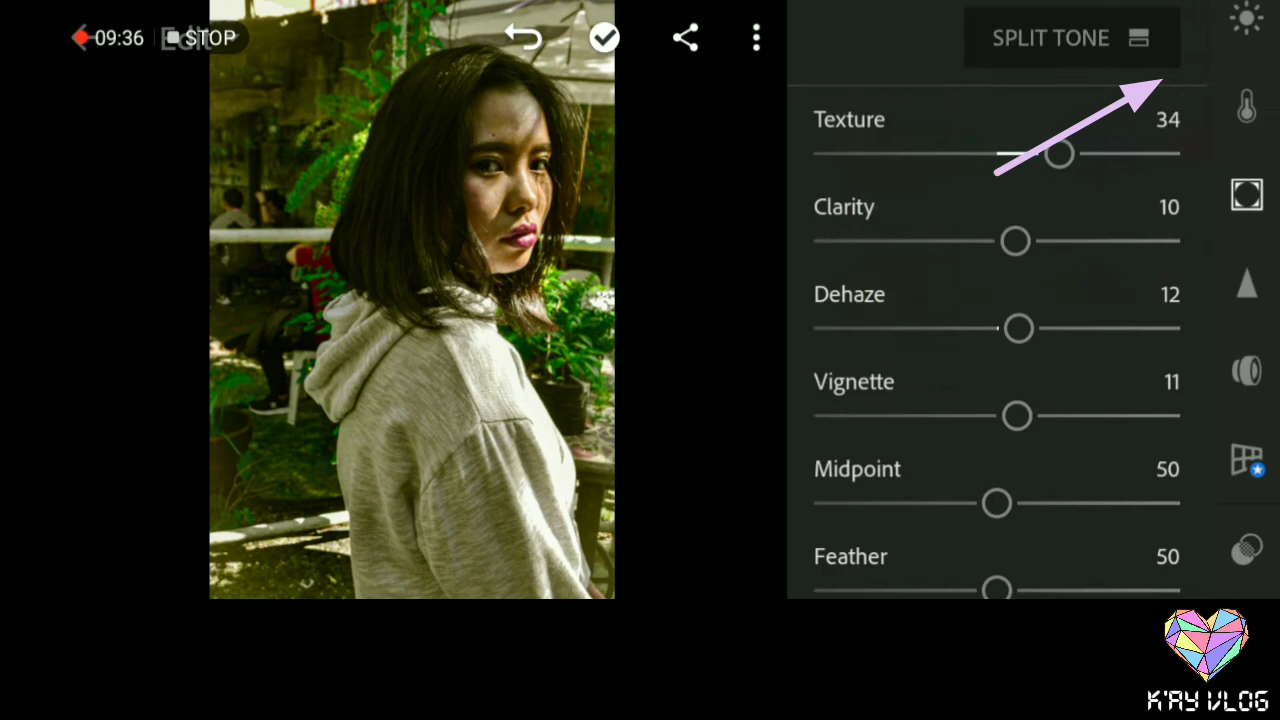 09:36
Edit
STOP
SPLIT TONE
Texture 34
Clarity 10
Dehaze 12
Vignette 11
Midpoint 50
Feather 50
K'AY VLOG